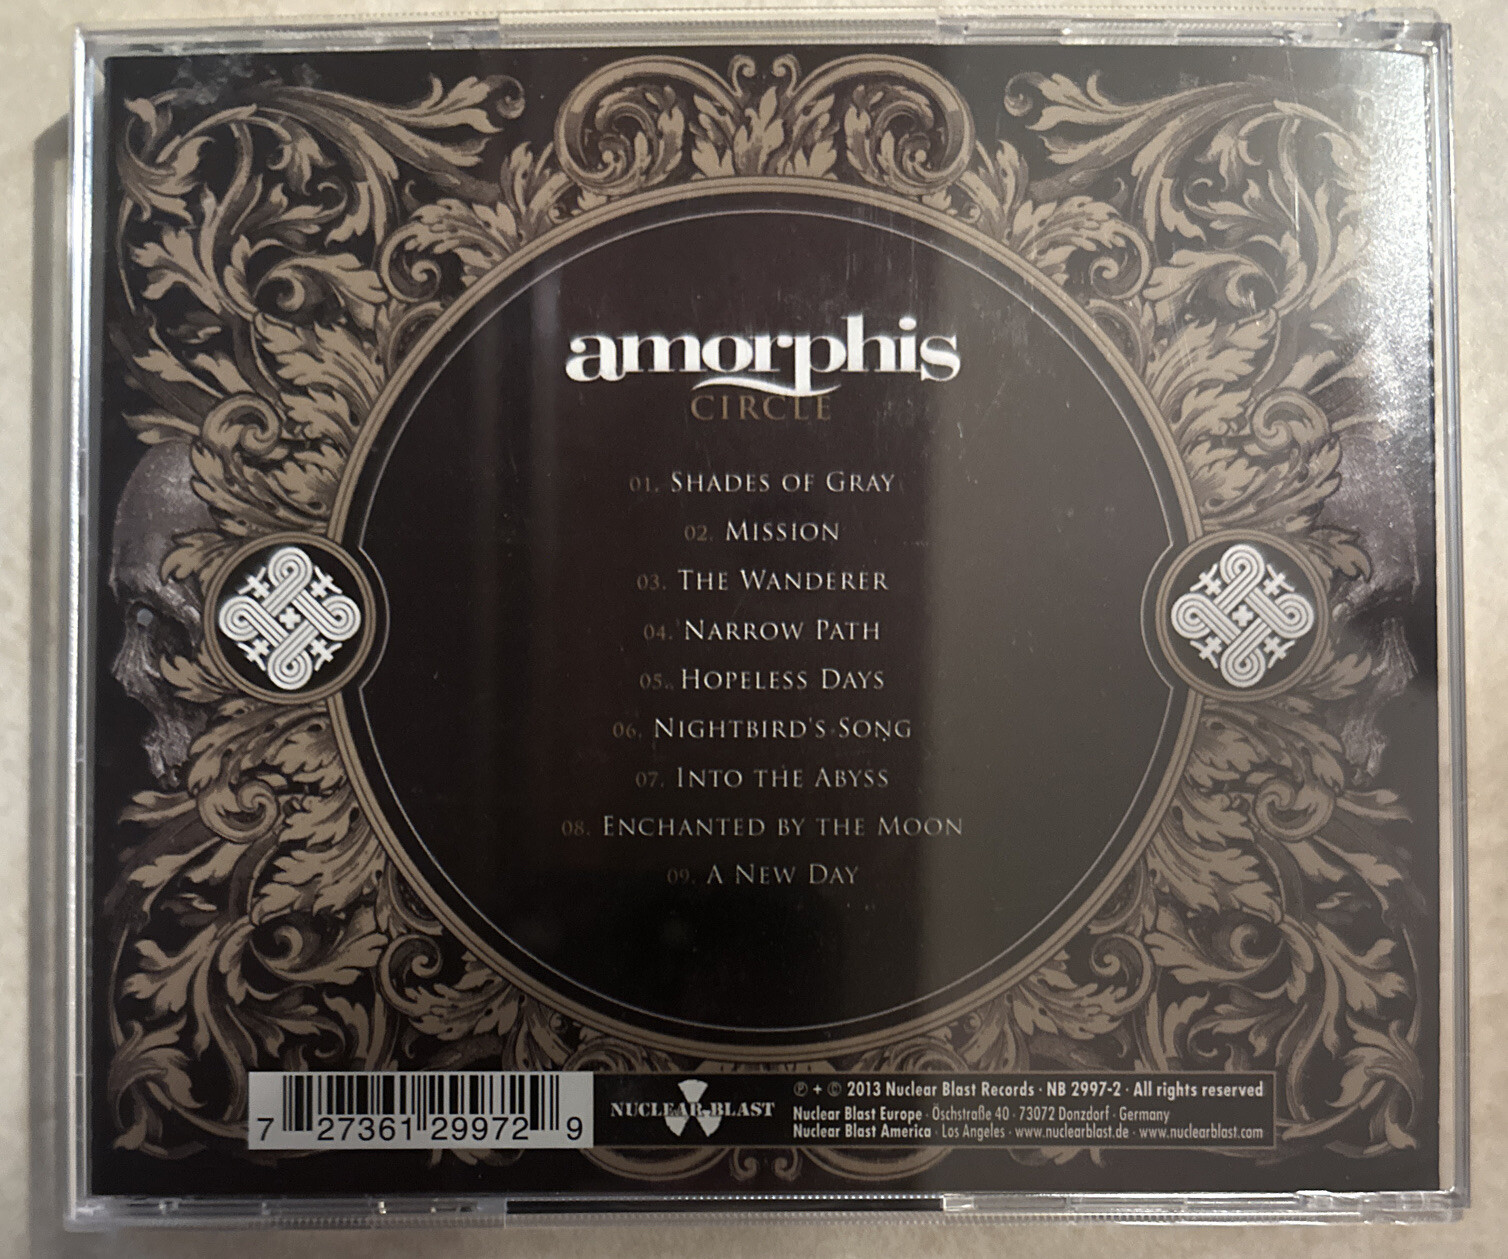 amorphis
CIRCLE
01. SHADES OF GRAY
02. MISSION
03. THE WANDERER
04. NARROW PATH
05. HOPELESS DAYS
06. NIGHTBIRD'S SONG
07. INTO THE ABYSS
08. ENCHANTED BY THE MOON
09. A NEW DAY
7 27361 29972 9
NUCLEAR BLAST
℗ + © 2013 Nuclear Blast Records · NB 2997-2 · All rights reserved
Nuclear Blast Europe · Öschstraße 40 · 73072 Donzdorf · Germany
Nuclear Blast America · Los Angeles · www.nuclearblast.de · www.nuclearblast.com